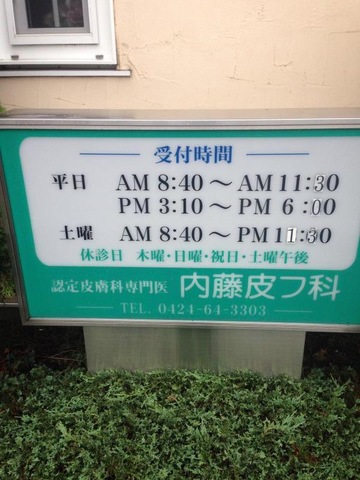 受付時間
平日 AM 8:40 ～ AM 11:30
PM 3:10 ～ PM 6:00
土曜 AM 8:40 ～ PM 11:30
休診日 木曜・日曜・祝日・土曜午後
認定皮膚科専門医 内藤皮フ科
TEL. 0424-64-3303